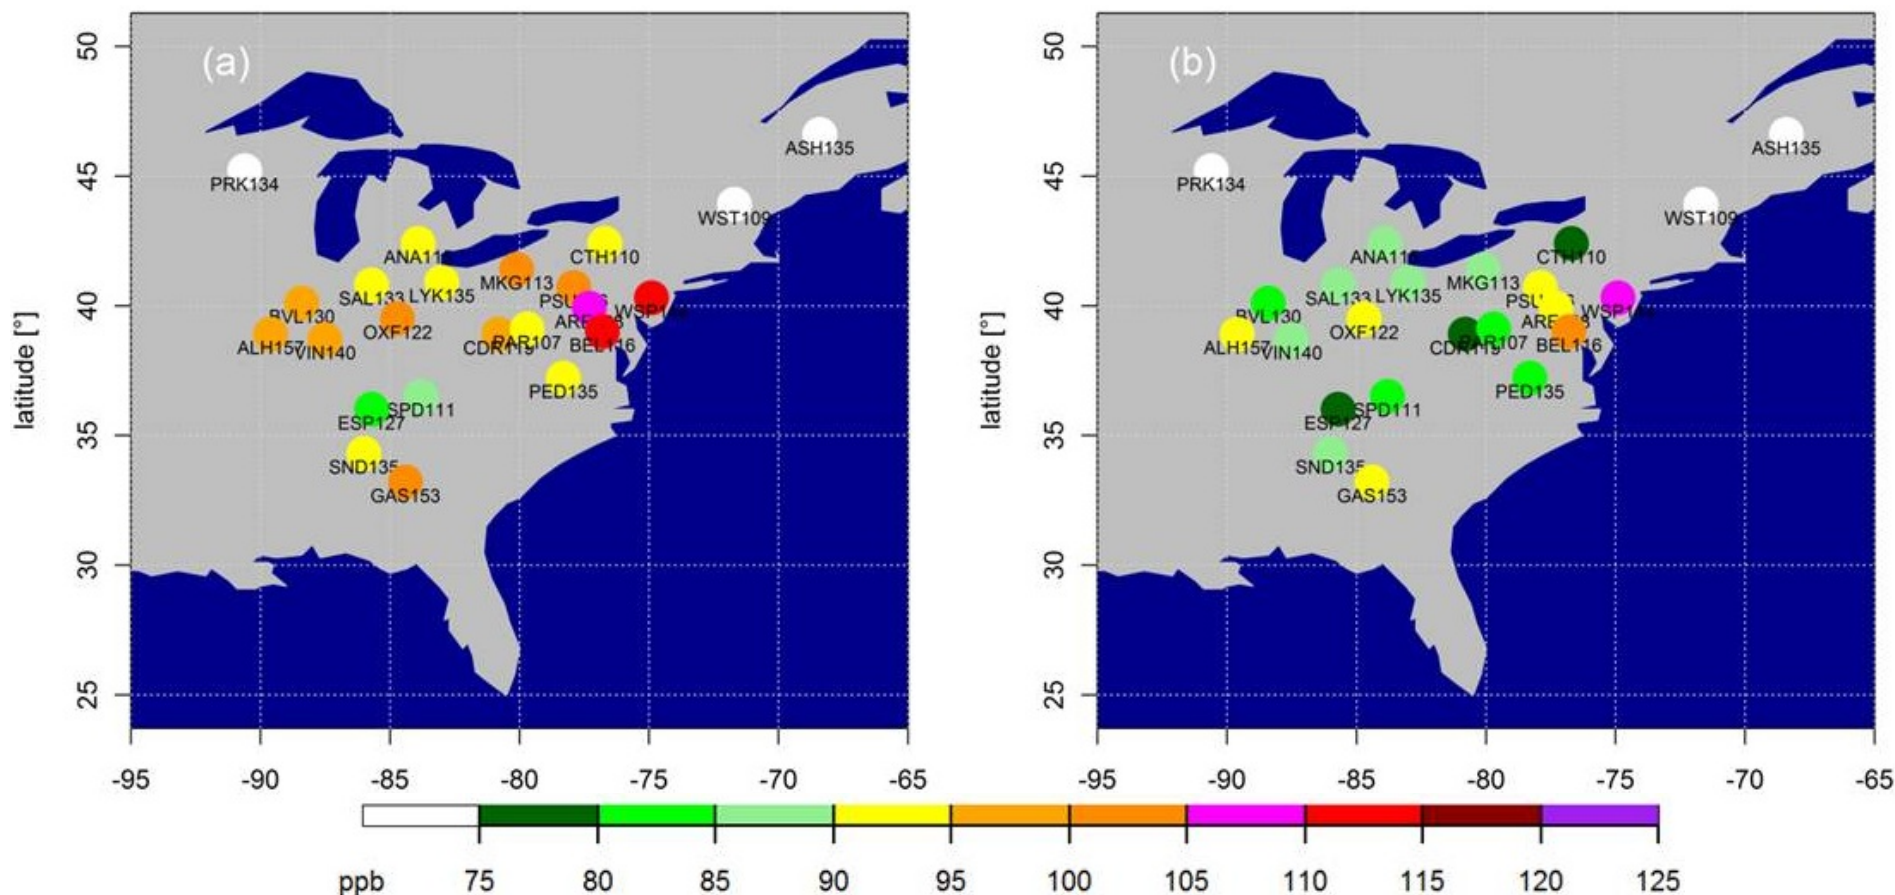 (a)
(b)
50
45
40
35
30
25
latitude [°]
-95 -90 -85 -80 -75 -70 -65
PRK134
ASH135
WST109
CTH110
MKG113
SAL133
LYK135
BVL130
OXF122
ALH157
VIN140
CDR119
PAR107
BEL116
PED135
SPD111
ESP127
SND135
GAS153
50
45
40
35
30
25
latitude [°]
-95 -90 -85 -80 -75 -70 -65
PRK134
ASH135
WST109
CTH110
MKG113
SAL133
LYK135
BVL130
OXF122
ALH157
VIN140
CDR119
PAR107
BEL116
PED135
SPD111
ESP127
SND135
GAS153
ppb 75 80 85 90 95 100 105 110 115 120 125